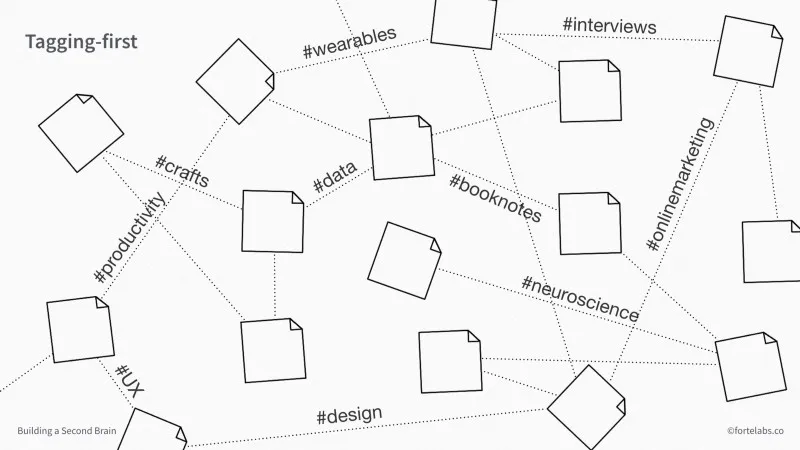 Tagging-first
#wearables
#interviews
#crafts
#data
#booknotes
#onlinemarketing
#productivity
#neuroscience
#UX
#design
Building a Second Brain
©fortelabs.co